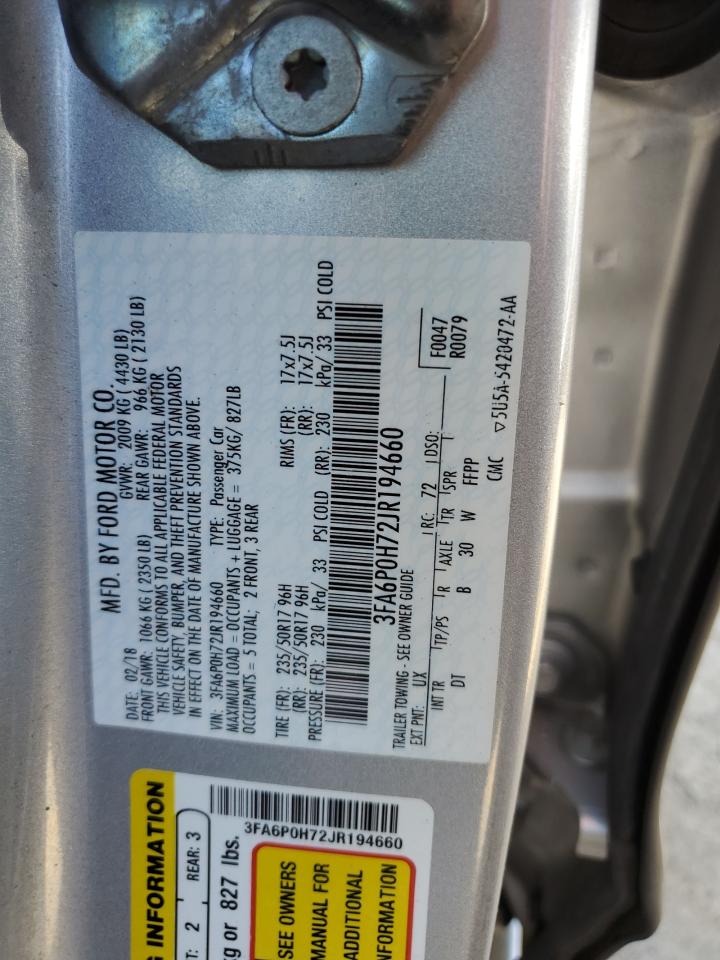 MFD. BY FORD MOTOR CO.
DATE: 02/18 GVWR: 2009 KG ( 4430 LB)
FRONT GAWR: 1066 KG ( 2350 LB) REAR GAWR: 966 KG ( 2130 LB)
THIS VEHICLE CONFORMS TO ALL APPLICABLE FEDERAL MOTOR
VEHICLE SAFETY, BUMPER, AND THEFT PREVENTION STANDARDS
IN EFFECT ON THE DATE OF MANUFACTURE SHOWN ABOVE.
VIN: 3FA6P0H72JR194660 TYPE: Passenger Car
MAXIMUM LOAD = OCCUPANTS + LUGGAGE = 375KG/ 827LB
OCCUPANTS = 5 TOTAL; 2 FRONT, 3 REAR
TIRE (FR): 235/50R17 96H RIMS (FR): 17x7.5J
(RR): 235/50R17 96H (RR): 17x7.5J
PRESSURE (FR): 230 kPa/ 33 PSI COLD (RR): 230 kPa/ 33 PSI COLD
3FA6P0H72JR194660
TRAILER TOWING - SEE OWNER GUIDE
EXT PNT: UX RC: 72 DSO:
F0047
R0079
INT TR TP/PS R AXLE TR SPR
DT B 30 W FFPP
CMC ▽5U5A-5420472-AA
G INFORMATION
T: 2 REAR: 3
kg or 827 lbs.
3FA6P0H72JR194660
SEE OWNERS
MANUAL FOR
ADDITIONAL
INFORMATION